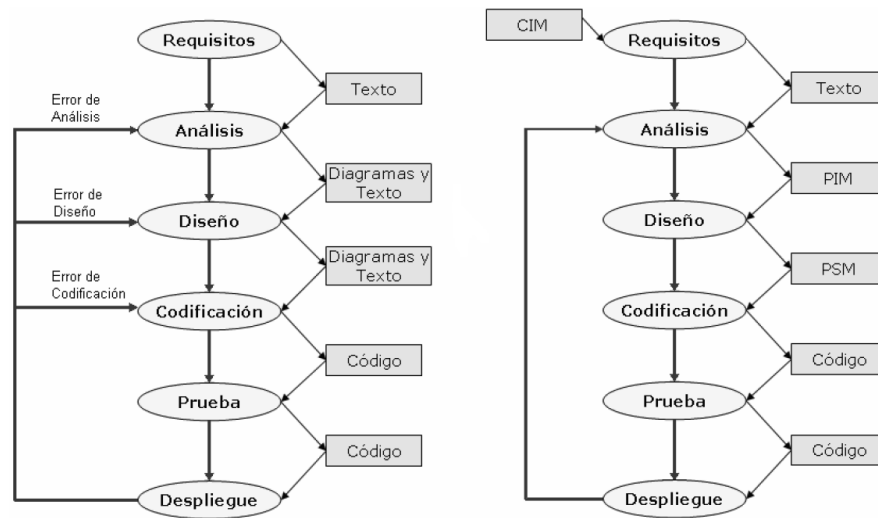 Requisitos
Texto
Error de
Análisis
Análisis
Diagramas y
Texto
Error de
Diseño
Diseño
Diagramas y
Texto
Error de
Codificación
Codificación
Código
Prueba
Código
Despliegue
CIM
Requisitos
Texto
Análisis
PIM
Diseño
PSM
Codificación
Código
Prueba
Código
Despliegue